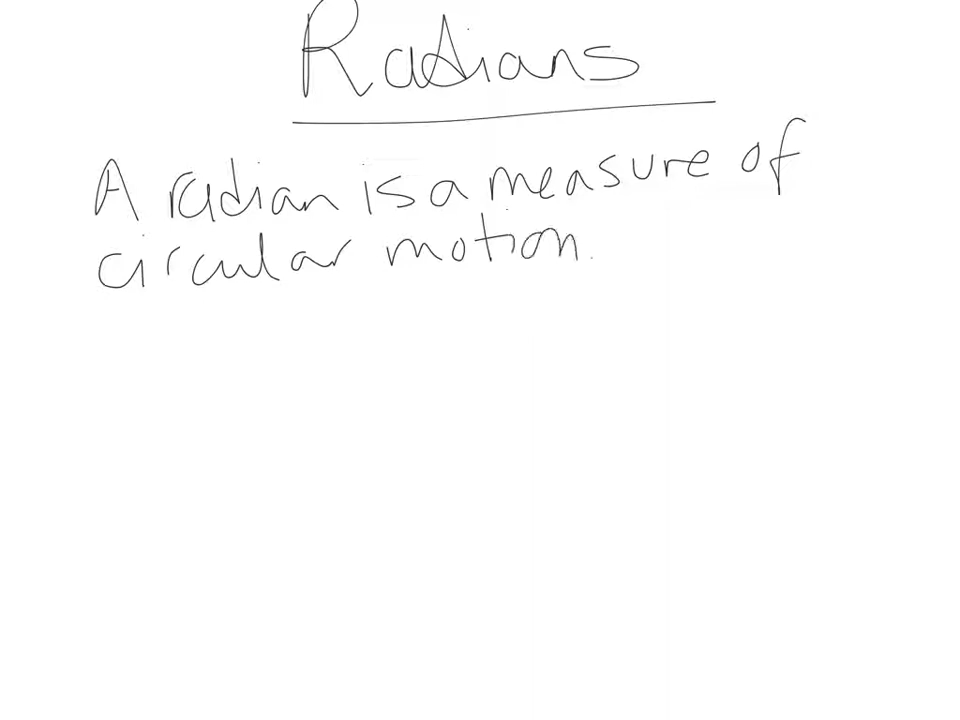 Radians
A radian is a measure of
circular motion.